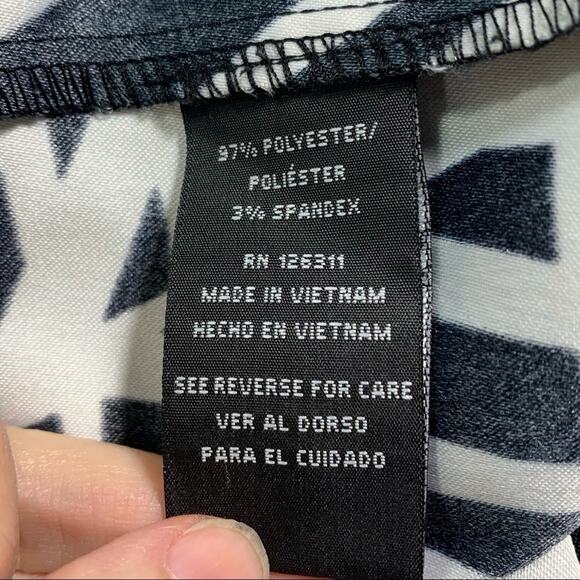 97% POLYESTER/
POLIÉSTER
3% SPANDEX
RN 126311
MADE IN VIETNAM
HECHO EN VIETNAM
SEE REVERSE FOR CARE
VER AL DORSO
PARA EL CUIDADO